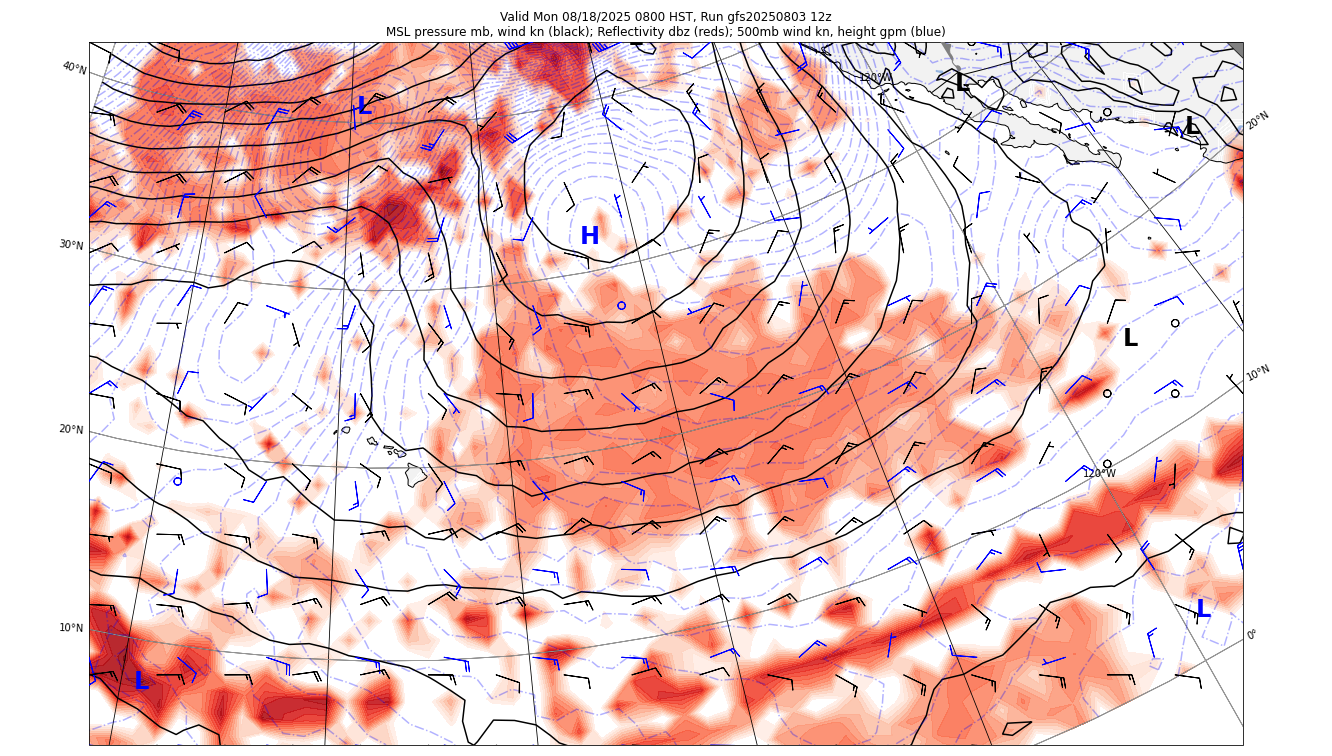 Valid Mon 08/18/2025 0800 HST, Run gfs20250803 12z
MSL pressure mb, wind kn (black); Reflectivity dbz (reds); 500mb wind kn, height gpm (blue)
40°N
120°W
L
L
20°N
L
H
30°N
L
10°N
20°N
120°W
10°N
L
0°
L